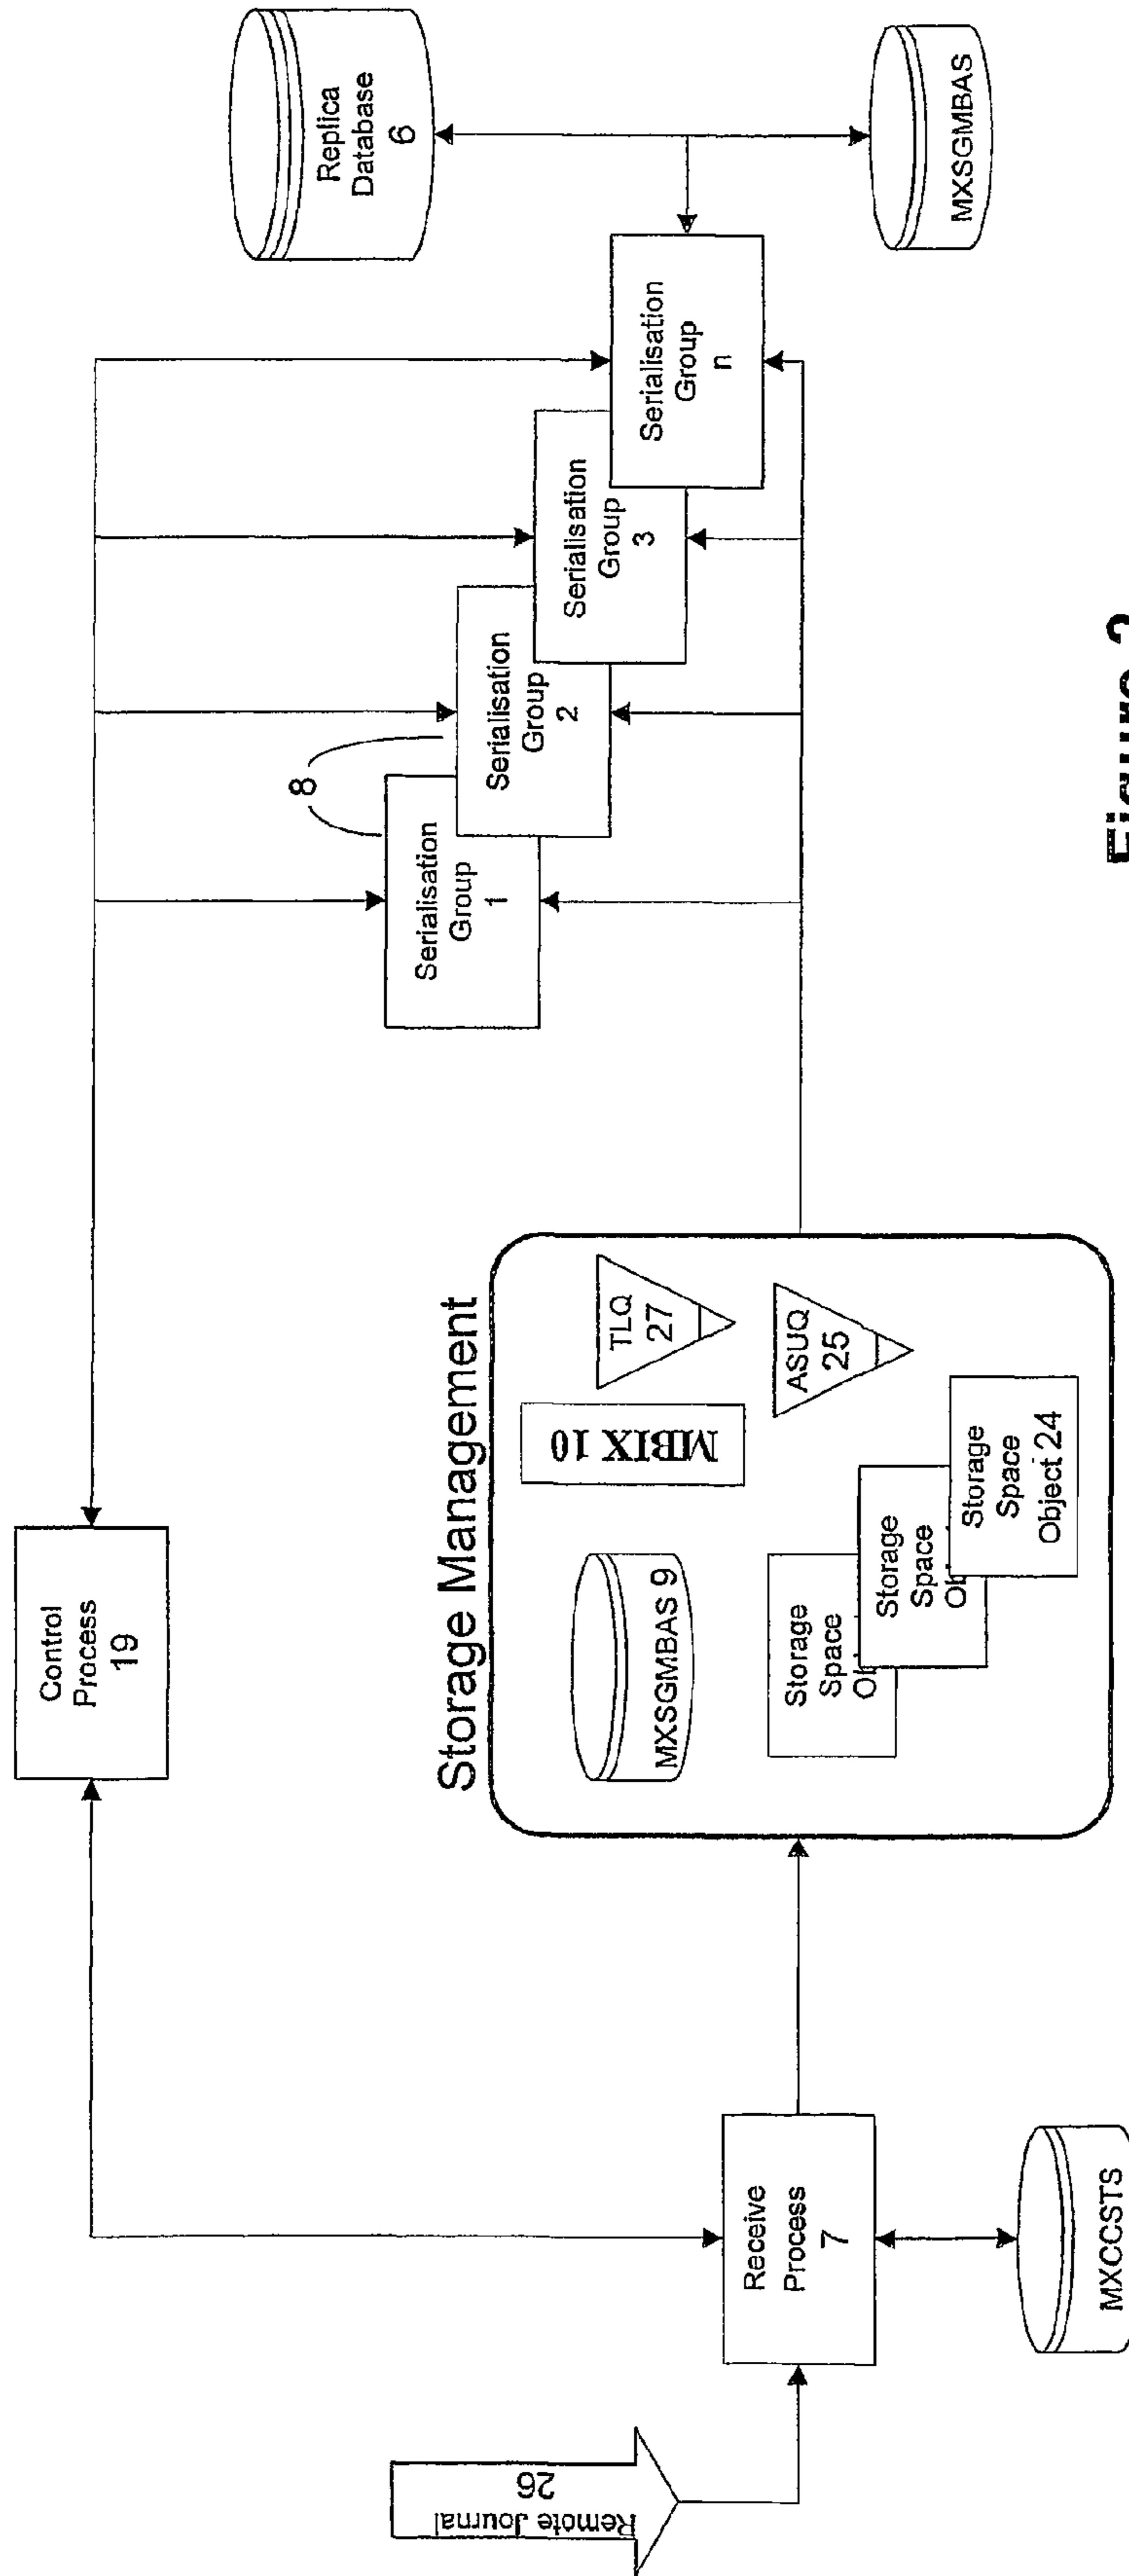 Control
Process
19
Replica
Database
6
Serialisation
Group
1
8
Serialisation
Group
2
Serialisation
Group
3
Serialisation
Group
n
MXSGMBAS
Storage Management
MXSGMBAS 9
MBIX 10
TLQ
27
ASUQ
25
Storage
Space
Storage
Space
Storage
Space
Object 24
Remote Journal
26
Receive
Process
7
MXCCSTS